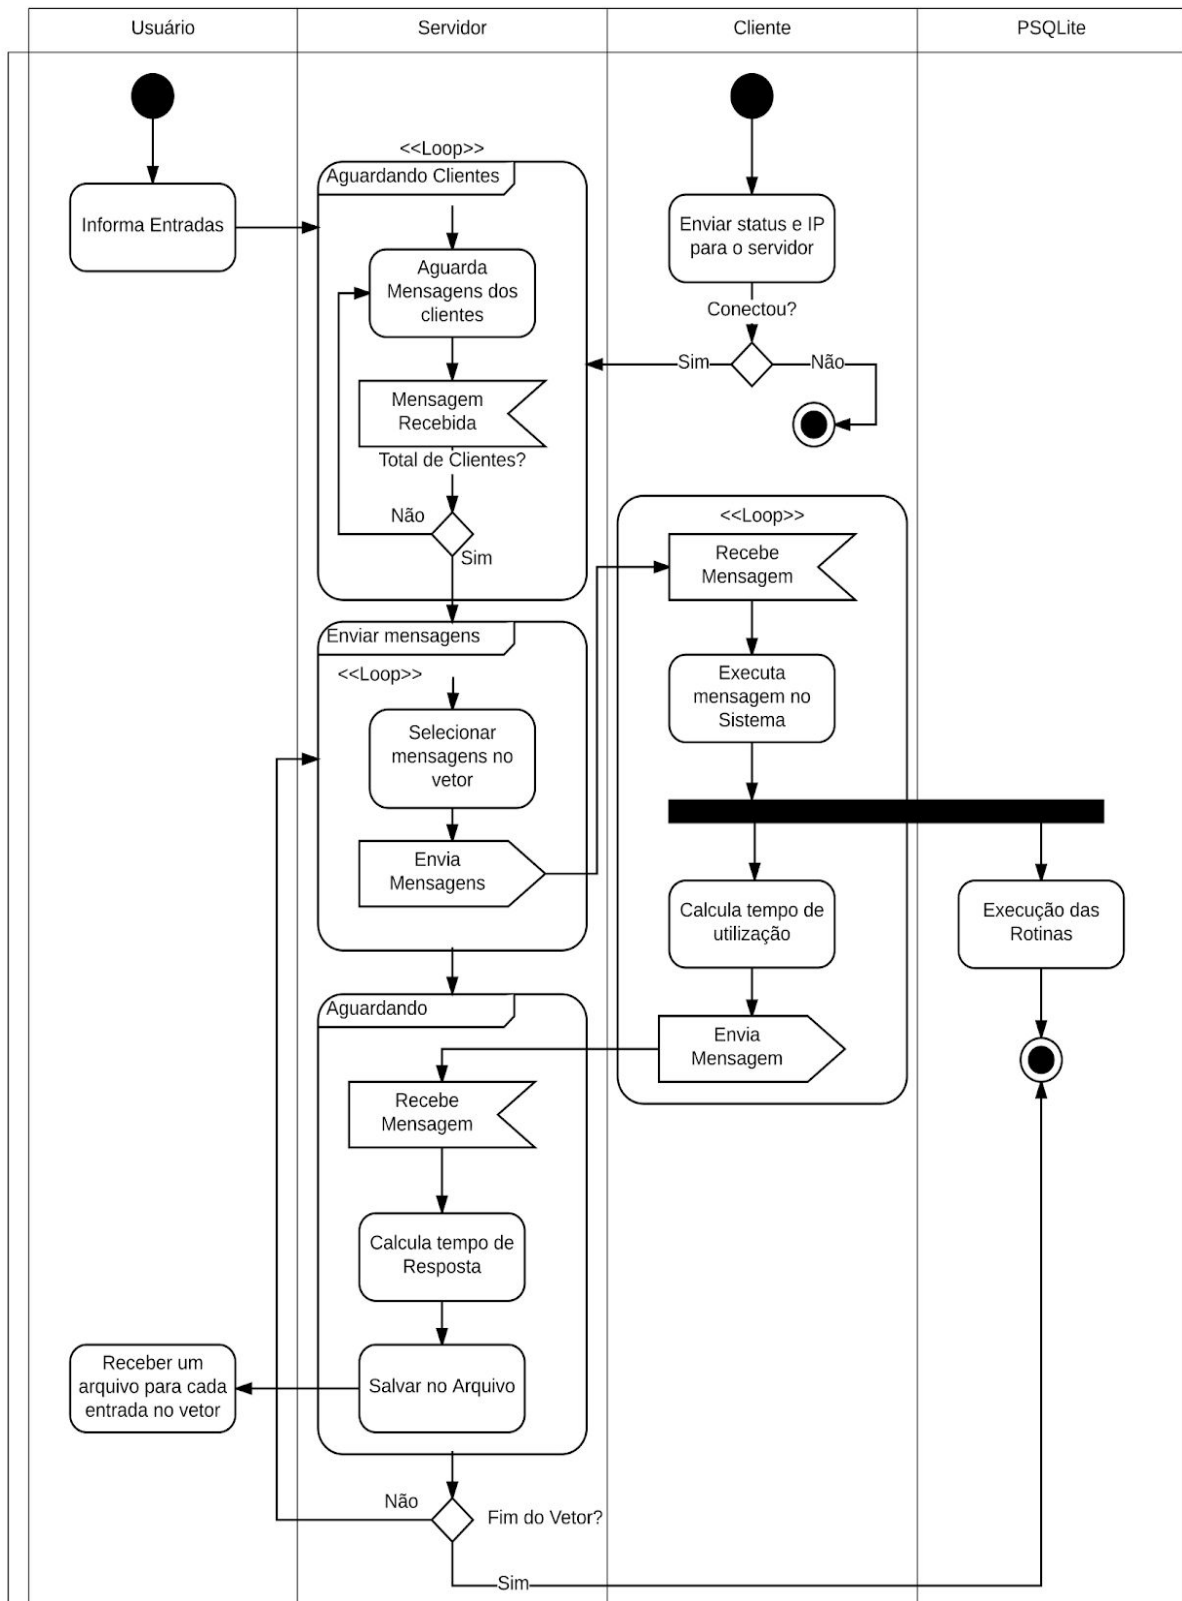 Usuário
Servidor
Cliente
PSQLite
<<Loop>>
Aguardando Clientes
Informa Entradas
Enviar status e IP
para o servidor
Aguarda
Mensagens dos
clientes
Conectou?
Sim
Não
Mensagem
Recebida
Total de Clientes?
Não
Sim
<<Loop>>
Recebe
Mensagem
Enviar mensagens
<<Loop>>
Executa
mensagem no
Sistema
Selecionar
mensagens no
vetor
Envia
Mensagens
Calcula tempo de
utilização
Execução das
Rotinas
Aguardando
Envia
Mensagem
Recebe
Mensagem
Calcula tempo de
Resposta
Receber um
arquivo para cada
entrada no vetor
Salvar no Arquivo
Não
Fim do Vetor?
Sim